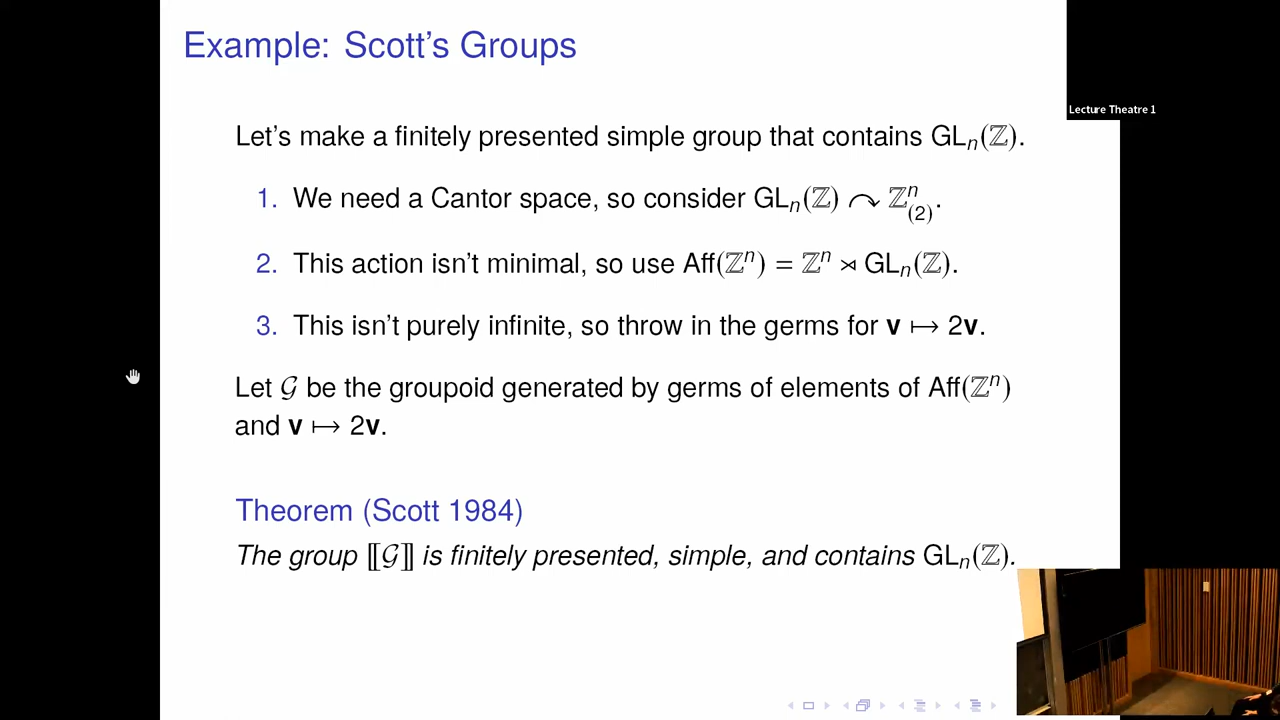 Example: Scott's Groups
Lecture Theatre 1
Let's make a finitely presented simple group that contains GLₙ(ℤ).
1. We need a Cantor space, so consider GLₙ(ℤ) ↷ ℤⁿ₍₂₎.
2. This action isn't minimal, so use Aff(ℤⁿ) = ℤⁿ ⋊ GLₙ(ℤ).
3. This isn't purely infinite, so throw in the germs for v ↦ 2v.
Let 𝒢 be the groupoid generated by germs of elements of Aff(ℤⁿ)
and v ↦ 2v.
Theorem (Scott 1984)
The group ⟦𝒢⟧ is finitely presented, simple, and contains GLₙ(ℤ).